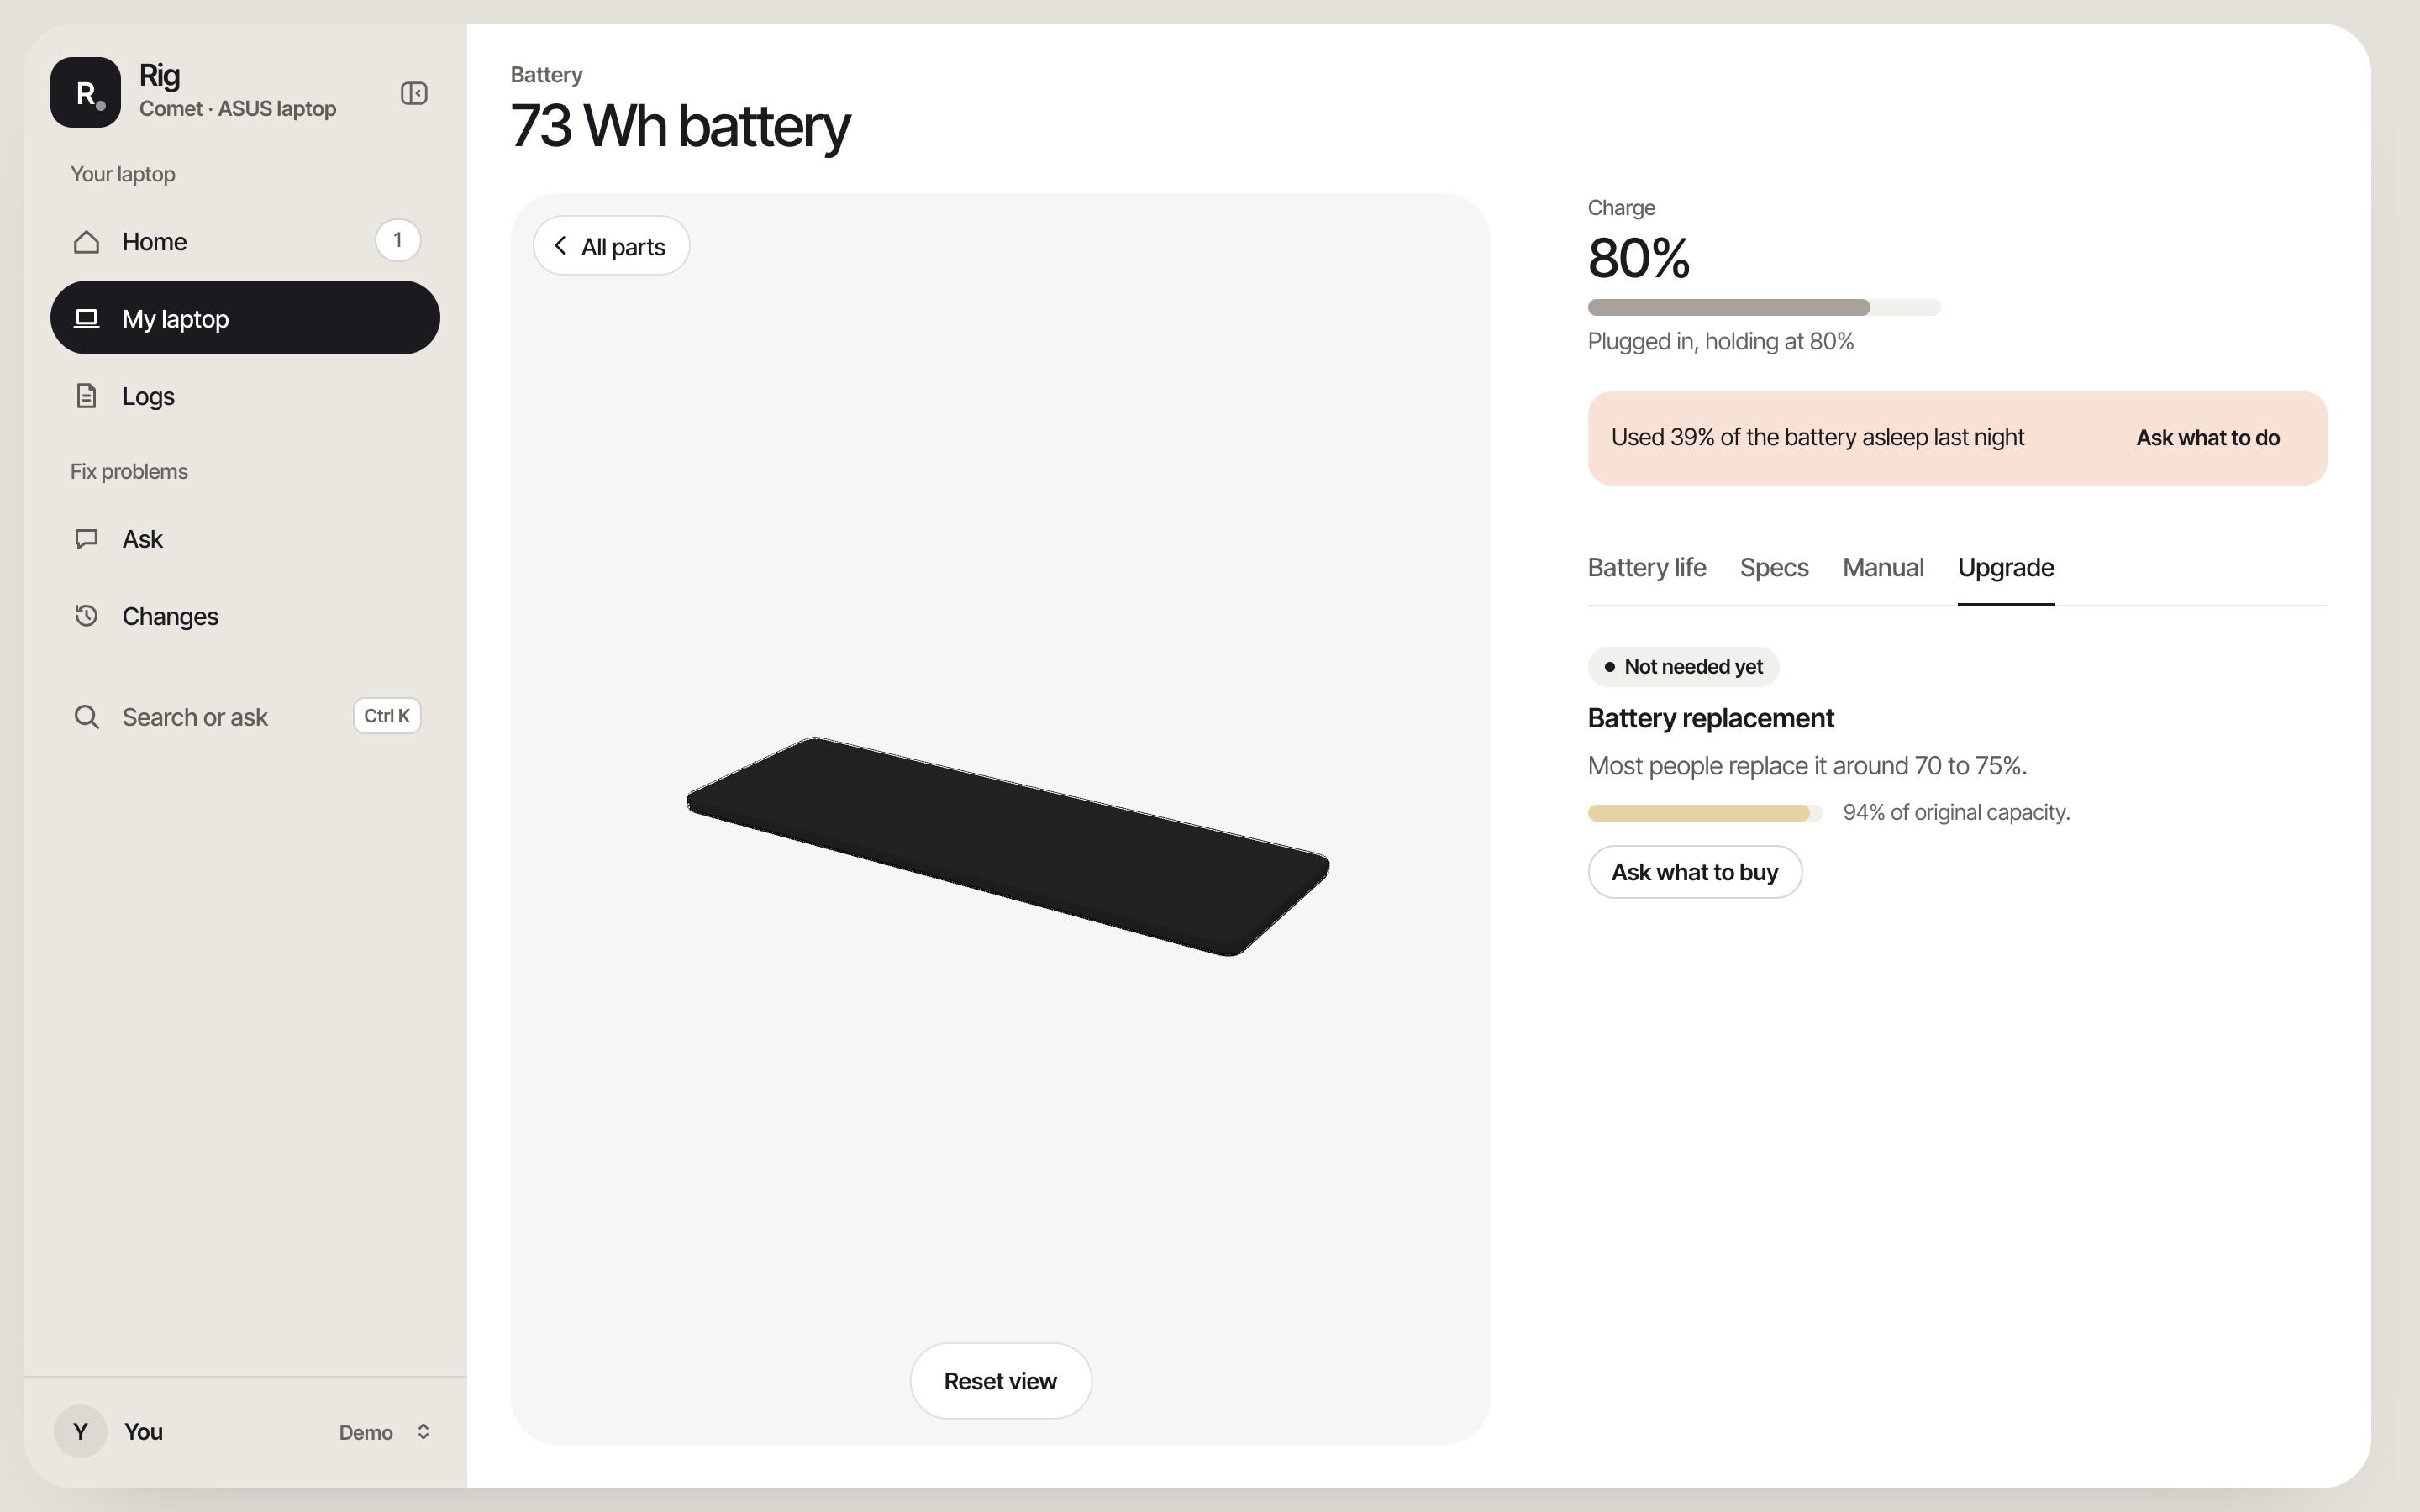 R.
Rig
Comet · ASUS laptop
Your laptop
Home
1
My laptop
Logs
Fix problems
Ask
Changes
Search or ask
Ctrl K
Y
You
Demo
Battery
73 Wh battery
All parts
Reset view
Charge
80%
Plugged in, holding at 80%
Used 39% of the battery asleep last night
Ask what to do
Battery life
Specs
Manual
Upgrade
Not needed yet
Battery replacement
Most people replace it around 70 to 75%.
94% of original capacity.
Ask what to buy